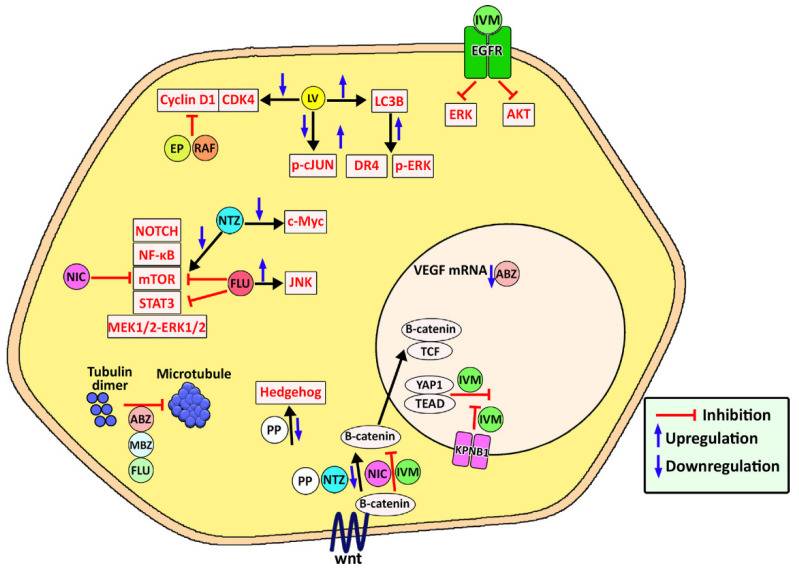 IVM
EGFR
ERK
AKT
Cyclin D1
CDK4
LV
LC3B
EP
RAF
p-cJUN
DR4
p-ERK
NTZ
c-Myc
NOTCH
NF-κB
NIC
mTOR
FLU
JNK
STAT3
MEK1/2-ERK1/2
VEGF mRNA
ABZ
B-catenin
TCF
YAP1
IVM
TEAD
IVM
KPNB1
Tubulin
dimer
Microtubule
ABZ
MBZ
FLU
Hedgehog
PP
B-catenin
PP
NTZ
NIC
IVM
B-catenin
wnt
Inhibition
Upregulation
Downregulation